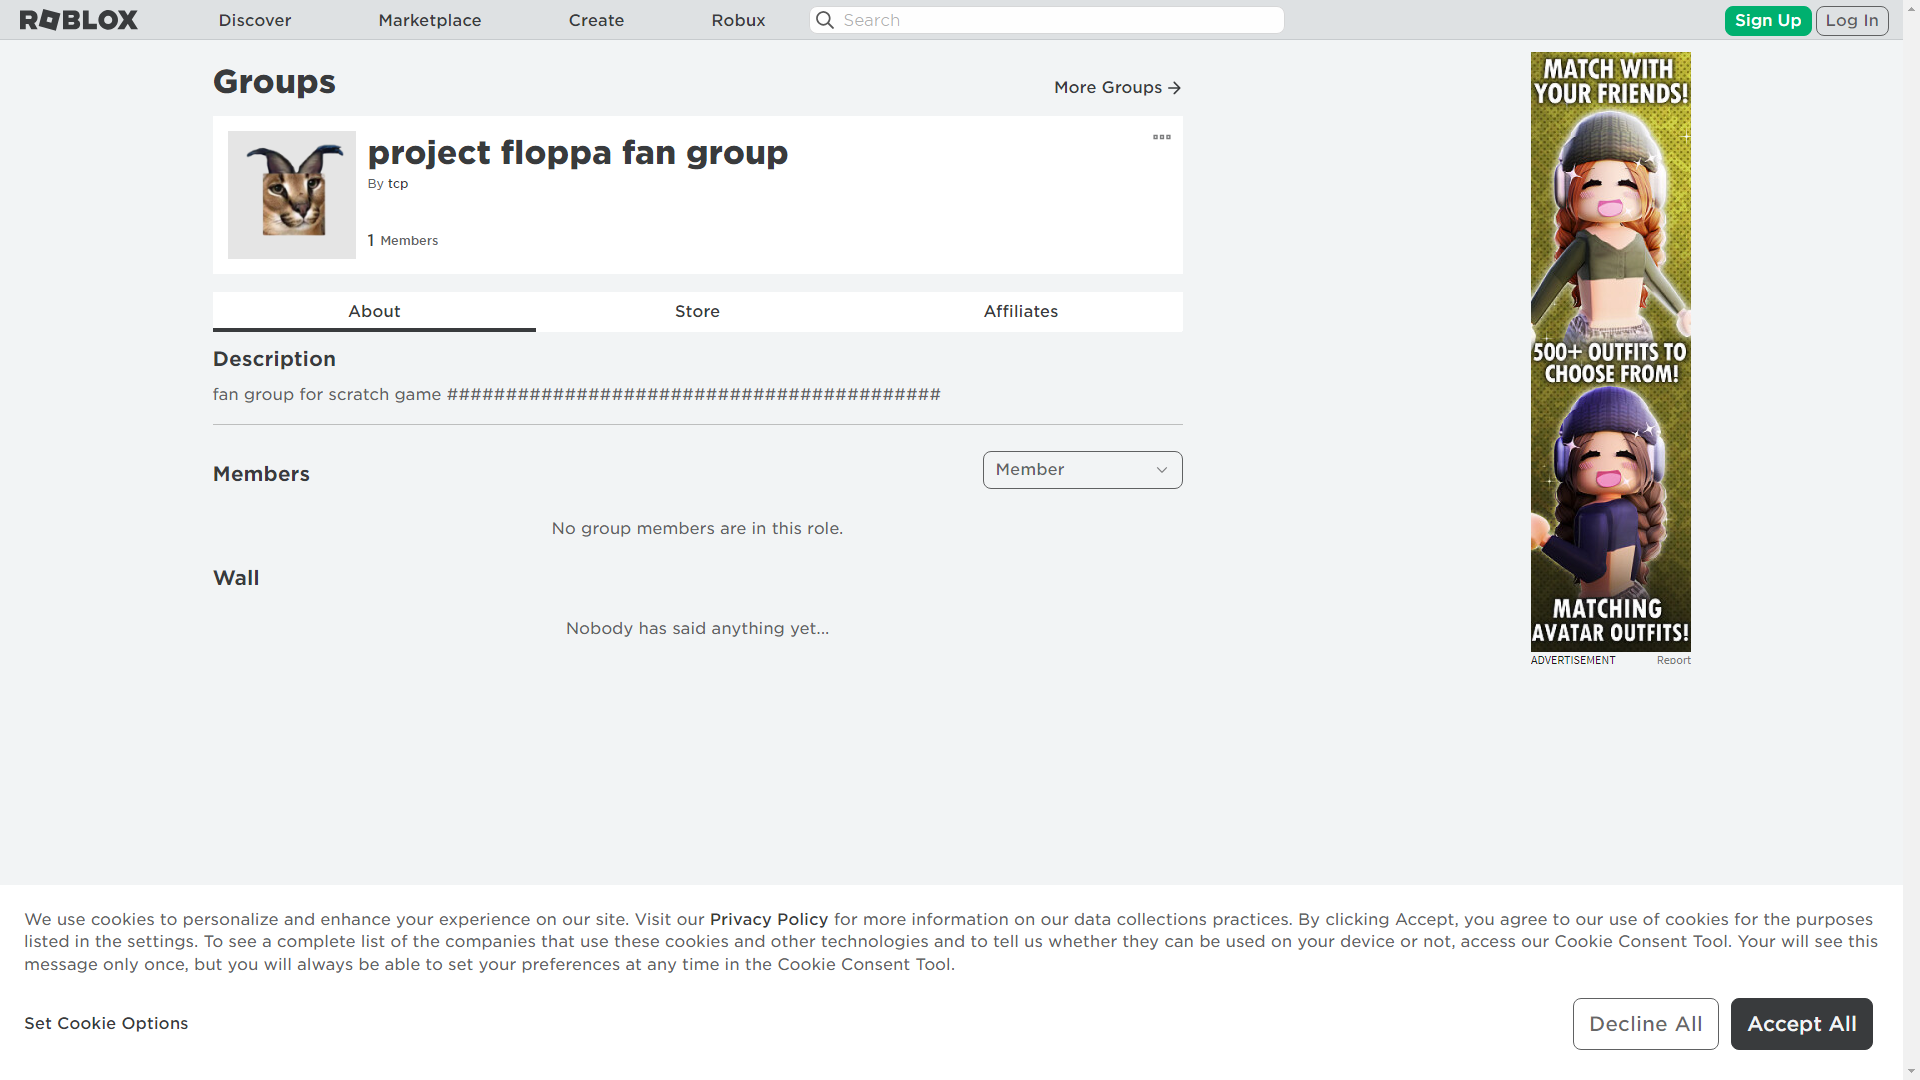 ROBLOX
Discover
Marketplace
Create
Robux
Search
Sign Up
Log In
Groups
More Groups →
project floppa fan group
By tcp
1 Members
About
Store
Affiliates
Description
fan group for scratch game ##########################################
Members
Member
No group members are in this role.
Wall
Nobody has said anything yet...
MATCH WITH
YOUR FRIENDS!
500+ OUTFITS TO
CHOOSE FROM!
MATCHING
AVATAR OUTFITS!
ADVERTISEMENT
Report
We use cookies to personalize and enhance your experience on our site. Visit our Privacy Policy for more information on our data collections practices. By clicking Accept, you agree to our use of cookies for the purposes
listed in the settings. To see a complete list of the companies that use these cookies and other technologies and to tell us whether they can be used on your device or not, access our Cookie Consent Tool. Your will see this
message only once, but you will always be able to set your preferences at any time in the Cookie Consent Tool.
Set Cookie Options
Decline All
Accept All